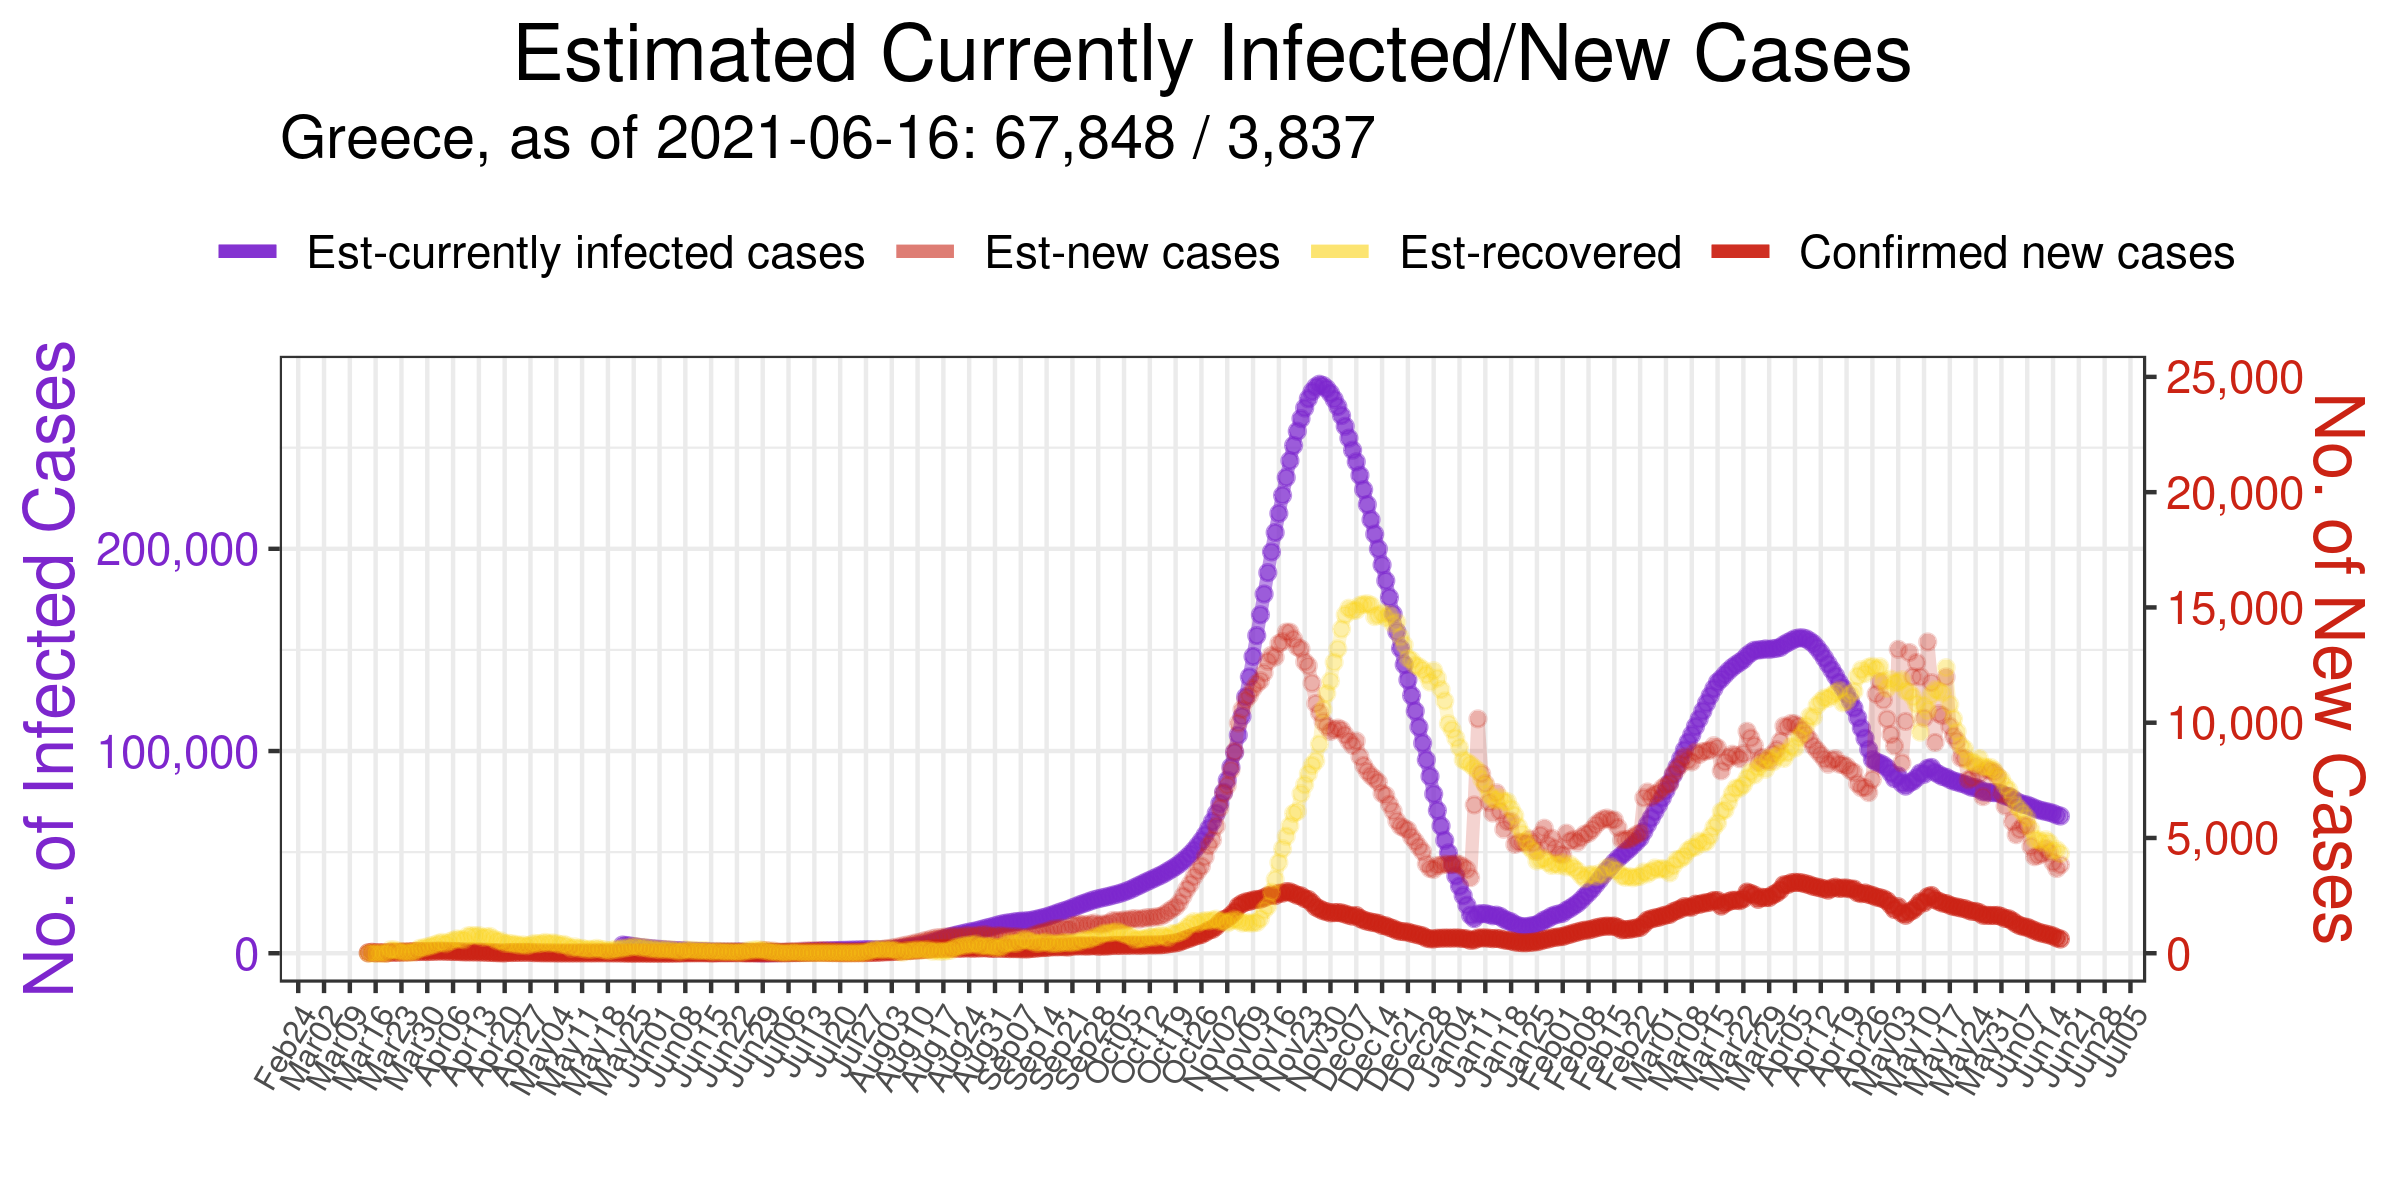 Estimated Currently Infected/New Cases
Greece, as of 2021-06-16: 67,848 / 3,837
Est-currently infected cases
Est-new cases
Est-recovered
Confirmed new cases
No. of Infected Cases
200,000
100,000
0
25,000
20,000
15,000
10,000
5,000
0
No. of New Cases
Feb24
Mar02
Mar09
Mar16
Mar23
Mar30
Apr06
Apr13
Apr20
Apr27
May04
May11
May18
May25
Jun01
Jun08
Jun15
Jun22
Jun29
Jul06
Jul13
Jul20
Jul27
Aug03
Aug10
Aug17
Aug24
Aug31
Sep07
Sep14
Sep21
Sep28
Oct05
Oct12
Oct19
Oct26
Nov02
Nov09
Nov16
Nov23
Nov30
Dec07
Dec14
Dec21
Dec28
Jan04
Jan11
Jan18
Jan25
Feb01
Feb08
Feb15
Feb22
Mar01
Mar08
Mar15
Mar22
Mar29
Apr05
Apr12
Apr19
Apr26
May03
May10
May17
May24
May31
Jun07
Jun14
Jun21
Jun28
Jul05